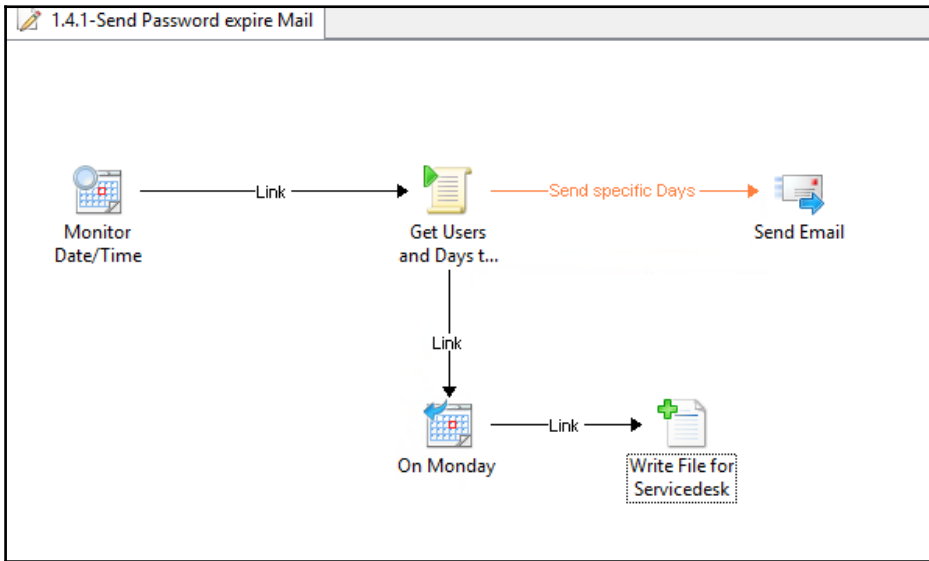 1.4.1-Send Password expire Mail
Link
Send specific Days
Monitor
Date/Time
Get Users
and Days t...
Send Email
Link
On Monday
Link
Write File for
Servicedesk